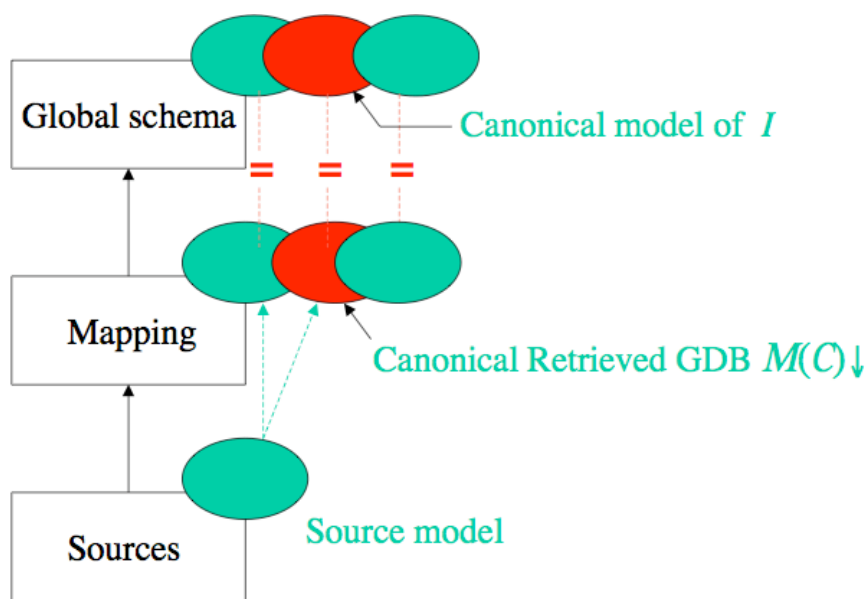 Global schema
Canonical model of I
= = =
Mapping
Canonical Retrieved GDB M(C)↓
Source model
Sources